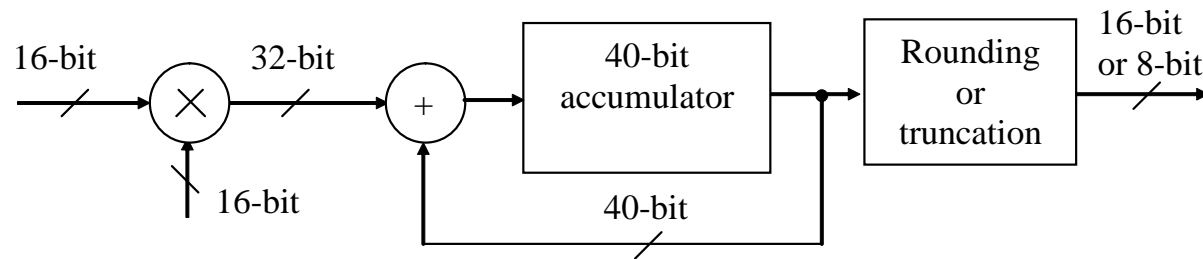 16-bit
32-bit
40-bit
accumulator
Rounding
or
truncation
16-bit
or 8-bit
×
+
16-bit
40-bit